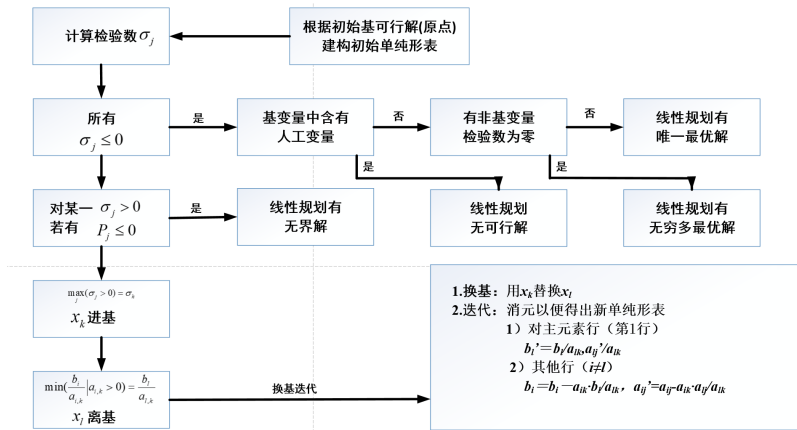 根据初始基可行解(原点)
建构初始单纯形表
计算检验数σj
所有
σj ≤ 0
是
基变量中含有
人工变量
否
有非基变量
检验数为零
否
线性规划有
唯一最优解
是
是
对某一 σj > 0
若有 Pj ≤ 0
是
线性规划有
无界解
线性规划
无可行解
线性规划有
无穷多最优解
max(σj > 0) = σk
j
xk 进基
min(bi/ai,k | ai,k > 0) = bl/al,k
xl 离基
换基迭代
1.换基：用xk替换xl
2.迭代：消元以便得出新单纯形表
1）对主元素行（第1行）
bl’＝bl/alk,alj’/alk
2）其他行（i≠l）
bi＝bi－aik·bl/alk，aij’=aij-aik·alj/alk